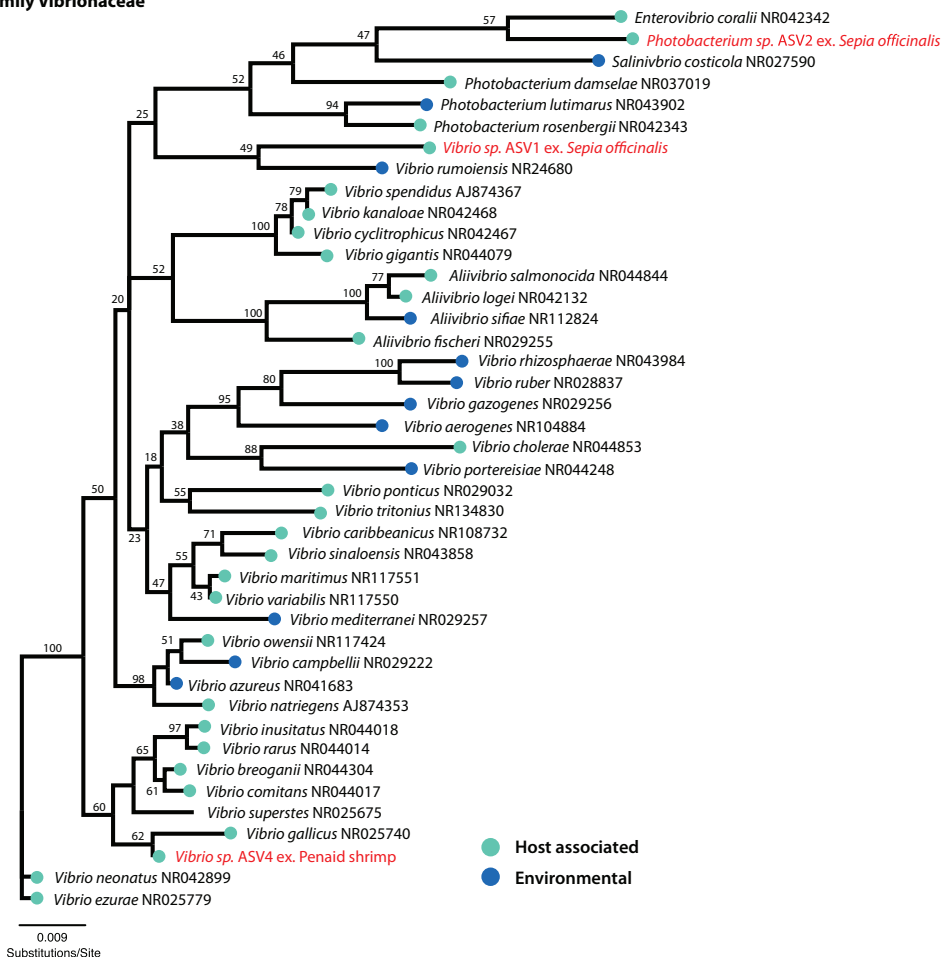 mily Vibrionaceae
57
Enterovibrio coralii NR042342
47
Photobacterium sp. ASV2 ex. Sepia officinalis
46
Salinivbrio costicola NR027590
52
Photobacterium damselae NR037019
94
Photobacterium lutimarus NR043902
25
Photobacterium rosenbergii NR042343
49
Vibrio sp. ASV1 ex. Sepia officinalis
Vibrio rumoiensis NR24680
79
Vibrio spendidus AJ874367
78
Vibrio kanaloae NR042468
100
Vibrio cyclitrophicus NR042467
Vibrio gigantis NR044079
52
77
Aliivibrio salmonocida NR044844
100
Aliivibrio logei NR042132
20
100
Aliivibrio sifiae NR112824
Aliivibrio fischeri NR029255
100
Vibrio rhizosphaerae NR043984
80
Vibrio ruber NR028837
95
Vibrio gazogenes NR029256
38
Vibrio aerogenes NR104884
88
Vibrio cholerae NR044853
18
Vibrio portereisiae NR044248
50
55
Vibrio ponticus NR029032
Vibrio tritonius NR134830
23
71
Vibrio caribbeanicus NR108732
55
Vibrio sinaloensis NR043858
47
Vibrio maritimus NR117551
43
Vibrio variabilis NR117550
Vibrio mediterranei NR029257
51
Vibrio owensii NR117424
100
Vibrio campbellii NR029222
98
Vibrio azureus NR041683
Vibrio natriegens AJ874353
97
Vibrio inusitatus NR044018
65
Vibrio rarus NR044014
Vibrio breoganii NR044304
61
Vibrio comitans NR044017
60
Vibrio superstes NR025675
62
Vibrio gallicus NR025740
Vibrio sp. ASV4 ex. Penaid shrimp
Vibrio neonatus NR042899
Vibrio ezurae NR025779
Host associated
Environmental
0.009
Substitutions/Site